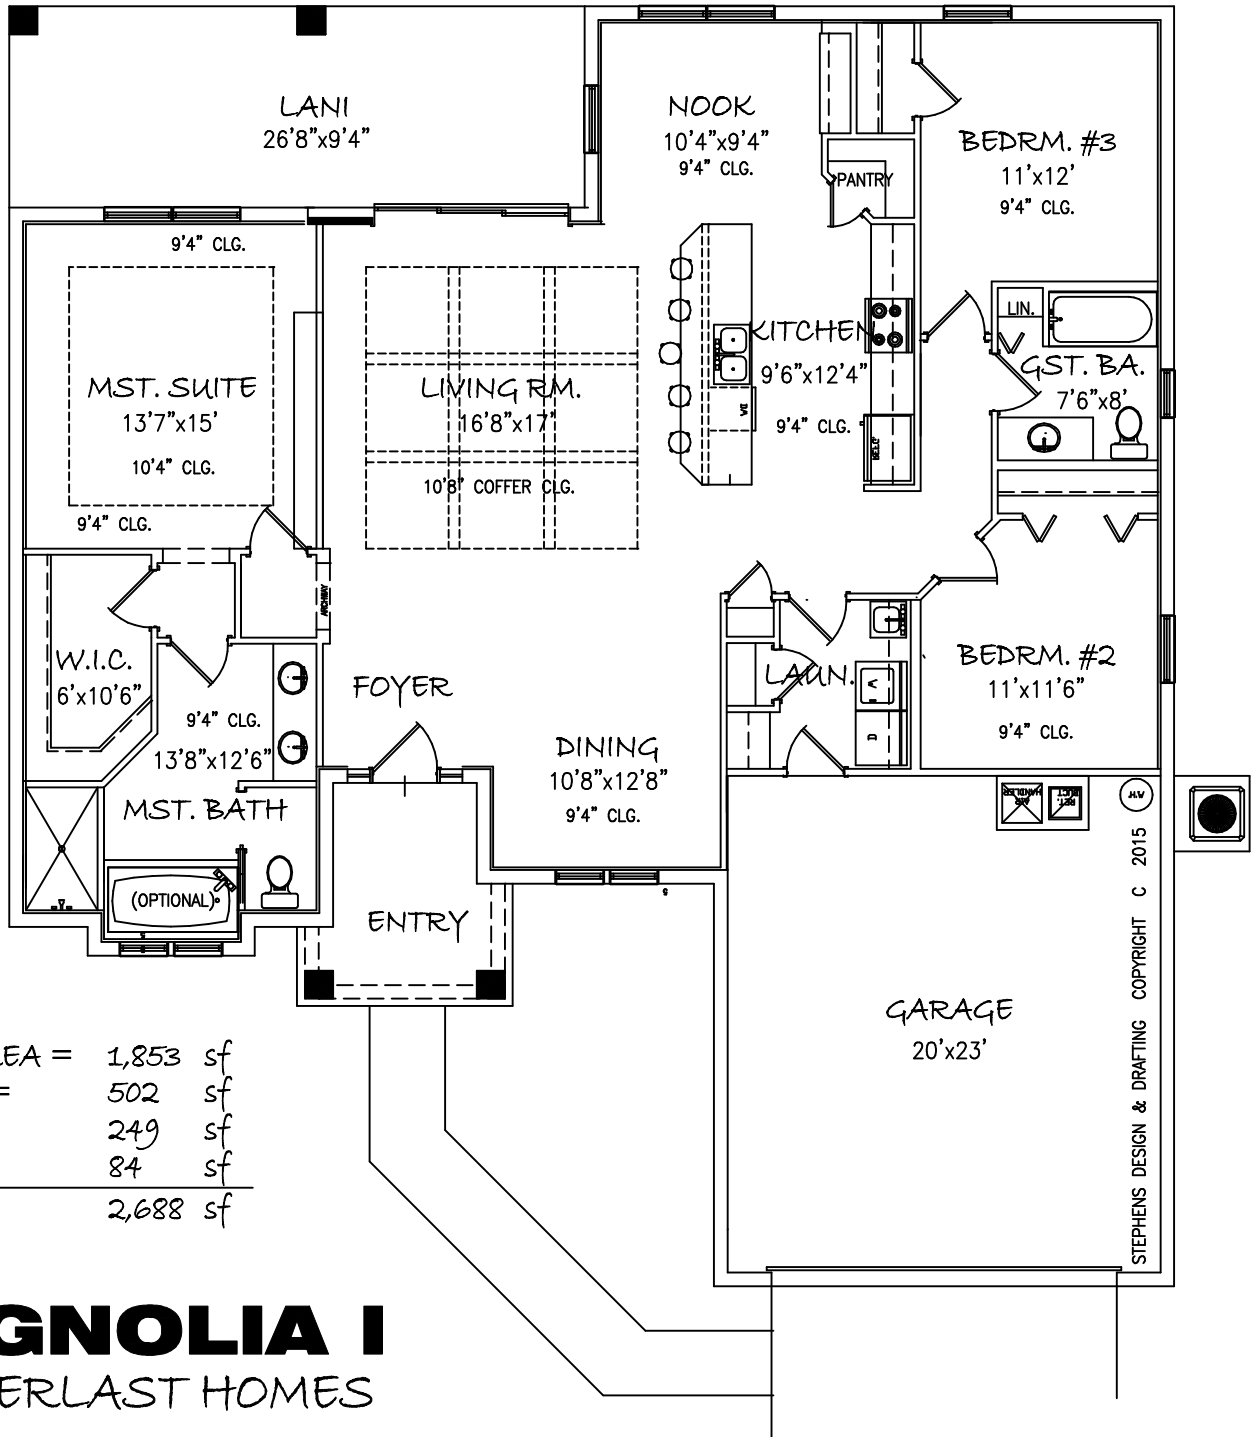 LANI
26'8"x9'4"
NOOK
10'4"x9'4"
9'4" CLG.
PANTRY
BEDRM. #3
11'x12'
9'4" CLG.
9'4" CLG.
MST. SUITE
13'7"x15'
10'4" CLG.
9'4" CLG.
LIVING RM.
16'8"x17'
10'8" COFFER CLG.
KITCHEN
9'6"x12'4"
9'4" CLG.
LIN.
GST. BA.
7'6"x8'
ARCHWAY
W.I.C.
6'x10'6"
FOYER
9'4" CLG.
13'8"x12'6"
MST. BATH
(OPTIONAL)
DINING
10'8"x12'8"
9'4" CLG.
LAUN.
W
D
BEDRM. #2
11'x11'6"
9'4" CLG.
AIR
HANDLER
RET.
DUCT
ENTRY
GARAGE
20'x23'
STEPHENS DESIGN & DRAFTING COPYRIGHT C 2015
EA = 1,853 sf
= 502 sf
249 sf
84 sf
2,688 sf
GNOLIA I
ERLAST HOMES